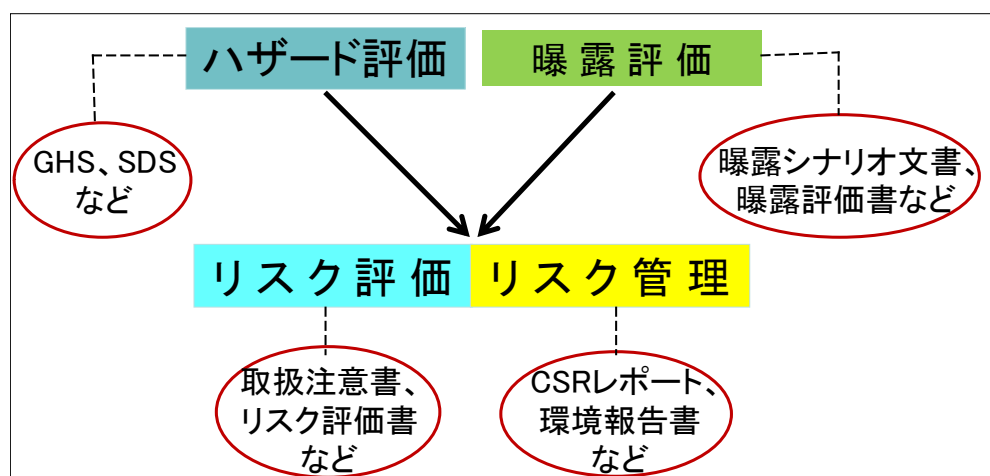 ハザード評価
曝露評価
GHS、SDS
など
曝露シナリオ文書、
曝露評価書など
リスク評価
リスク管理
取扱注意書、
リスク評価書
など
CSRレポート、
環境報告書
など